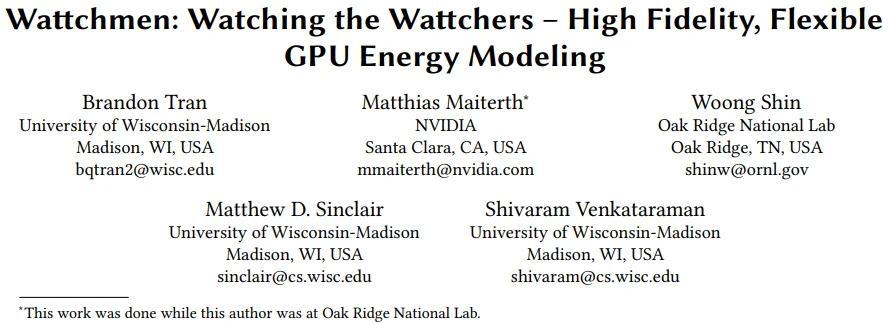 Wattchmen: Watching the Wattchers – High Fidelity, Flexible
GPU Energy Modeling
Brandon Tran
University of Wisconsin-Madison
Madison, WI, USA
bqtran2@wisc.edu
Matthias Maiterth*
NVIDIA
Santa Clara, CA, USA
mmaiterth@nvidia.com
Woong Shin
Oak Ridge National Lab
Oak Ridge, TN, USA
shinw@ornl.gov
Matthew D. Sinclair
University of Wisconsin-Madison
Madison, WI, USA
sinclair@cs.wisc.edu
Shivaram Venkataraman
University of Wisconsin-Madison
Madison, WI, USA
shivaram@cs.wisc.edu
*This work was done while this author was at Oak Ridge National Lab.